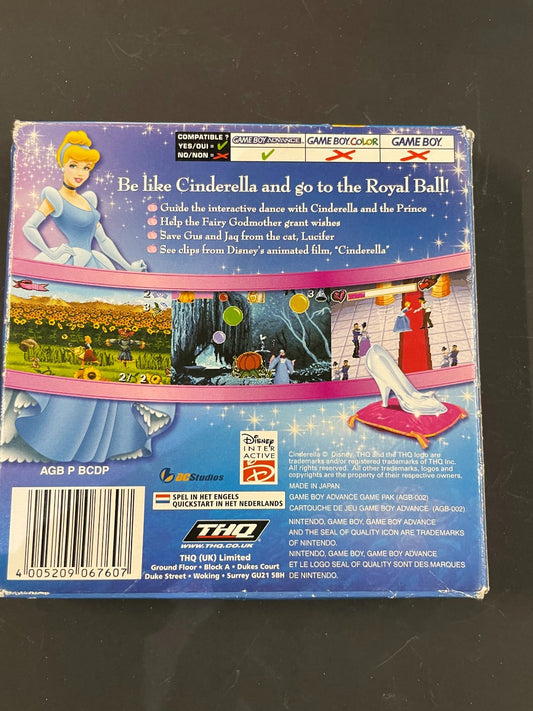 COMPATIBLE ?
YES/OUI = ✓
NO/NON = ✗
GAME BOY ADVANCE
GAME BOY COLOR
GAME BOY
Be like Cinderella and go to the Royal Ball!
Guide the interactive dance with Cinderella and the Prince
Help the Fairy Godmother grant wishes
Save Gus and Jaq from the cat, Lucifer
See clips from Disney's animated film, "Cinderella"
AGB P BCDP
4 005209 067607
DC Studios
Disney
INTER
ACTIVE
SPEL IN HET ENGELS
QUICKSTART IN HET NEDERLANDS
THQ
WWW.THQ.CO.UK
THQ (UK) Limited
Ground Floor • Block A • Dukes Court
Duke Street • Woking • Surrey GU21 5BH
Cinderella © Disney. THQ and the THQ logo are
trademarks and/or registered trademarks of THQ Inc.
All rights reserved. All other trademarks, logos and
copyrights are the property of their respective owners.
MADE IN JAPAN
GAME BOY ADVANCE GAME PAK (AGB-002)
CARTOUCHE DE JEU GAME BOY ADVANCE (AGB-002)
NINTENDO, GAME BOY, GAME BOY ADVANCE
AND THE SEAL OF QUALITY ICON ARE TRADEMARKS
OF NINTENDO.
NINTENDO, GAME BOY, GAME BOY ADVANCE
ET LE LOGO SEAL OF QUALITY SONT DES MARQUES
DE NINTENDO.